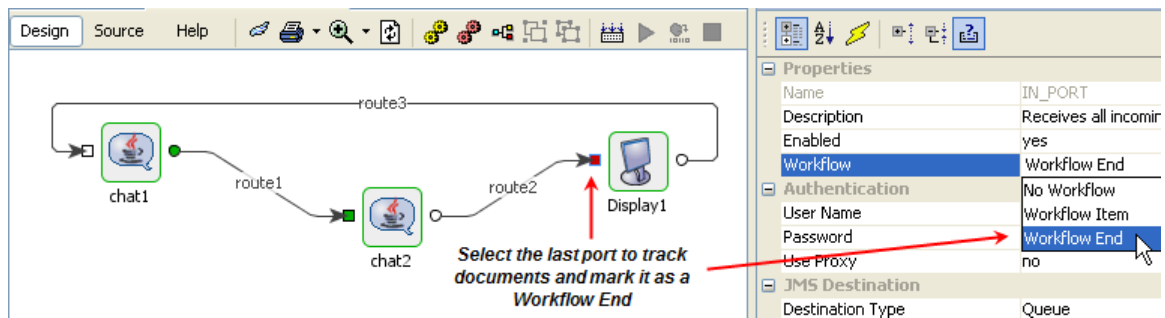 Design Source Help
route3
chat1
route1
chat2
route2
Display1
Select the last port to track
documents and mark it as a
Workflow End
Properties
Name IN_PORT
Description Receives all incomin
Enabled yes
Workflow Workflow End
No Workflow
Workflow Item
Workflow End
Authentication
User Name
Password
Use Proxy no
JMS Destination
Destination Type Queue